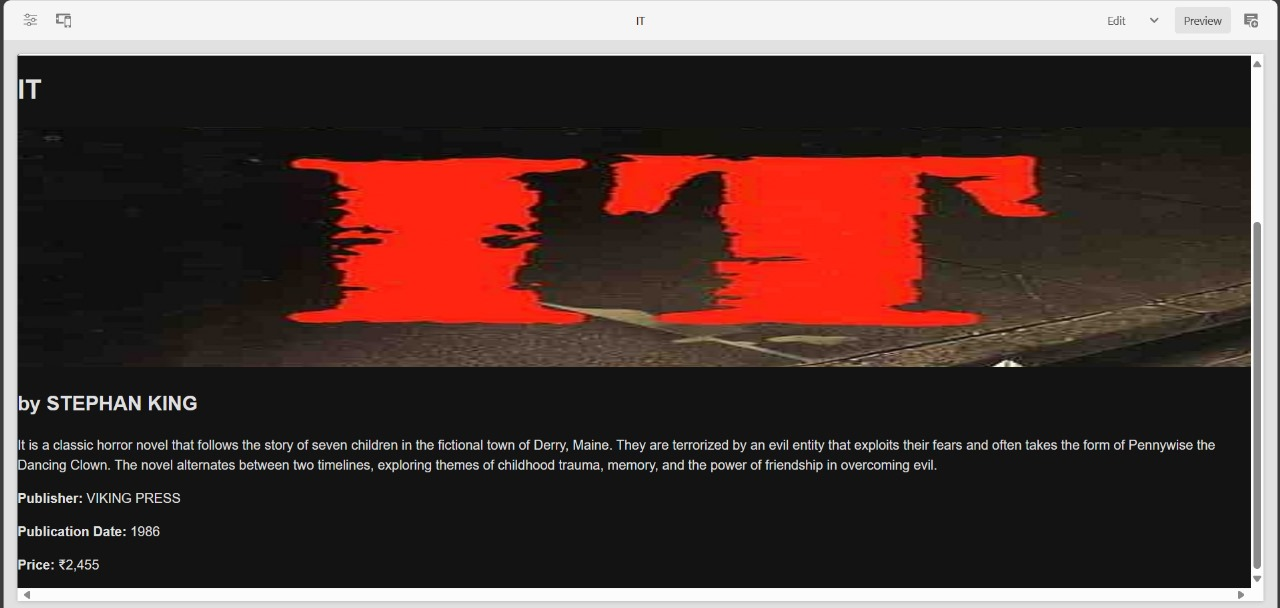 IT
Edit
Preview
IT
IT
by STEPHAN KING
It is a classic horror novel that follows the story of seven children in the fictional town of Derry, Maine. They are terrorized by an evil entity that exploits their fears and often takes the form of Pennywise the
Dancing Clown. The novel alternates between two timelines, exploring themes of childhood trauma, memory, and the power of friendship in overcoming evil.
Publisher: VIKING PRESS
Publication Date: 1986
Price: ₹2,455